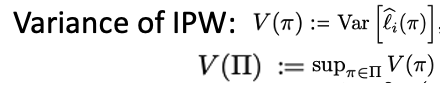 Variance of IPW: V(π) := Var [ℓ̂ᵢ(π)],
V(Π) := sup_{π∈Π} V(π)